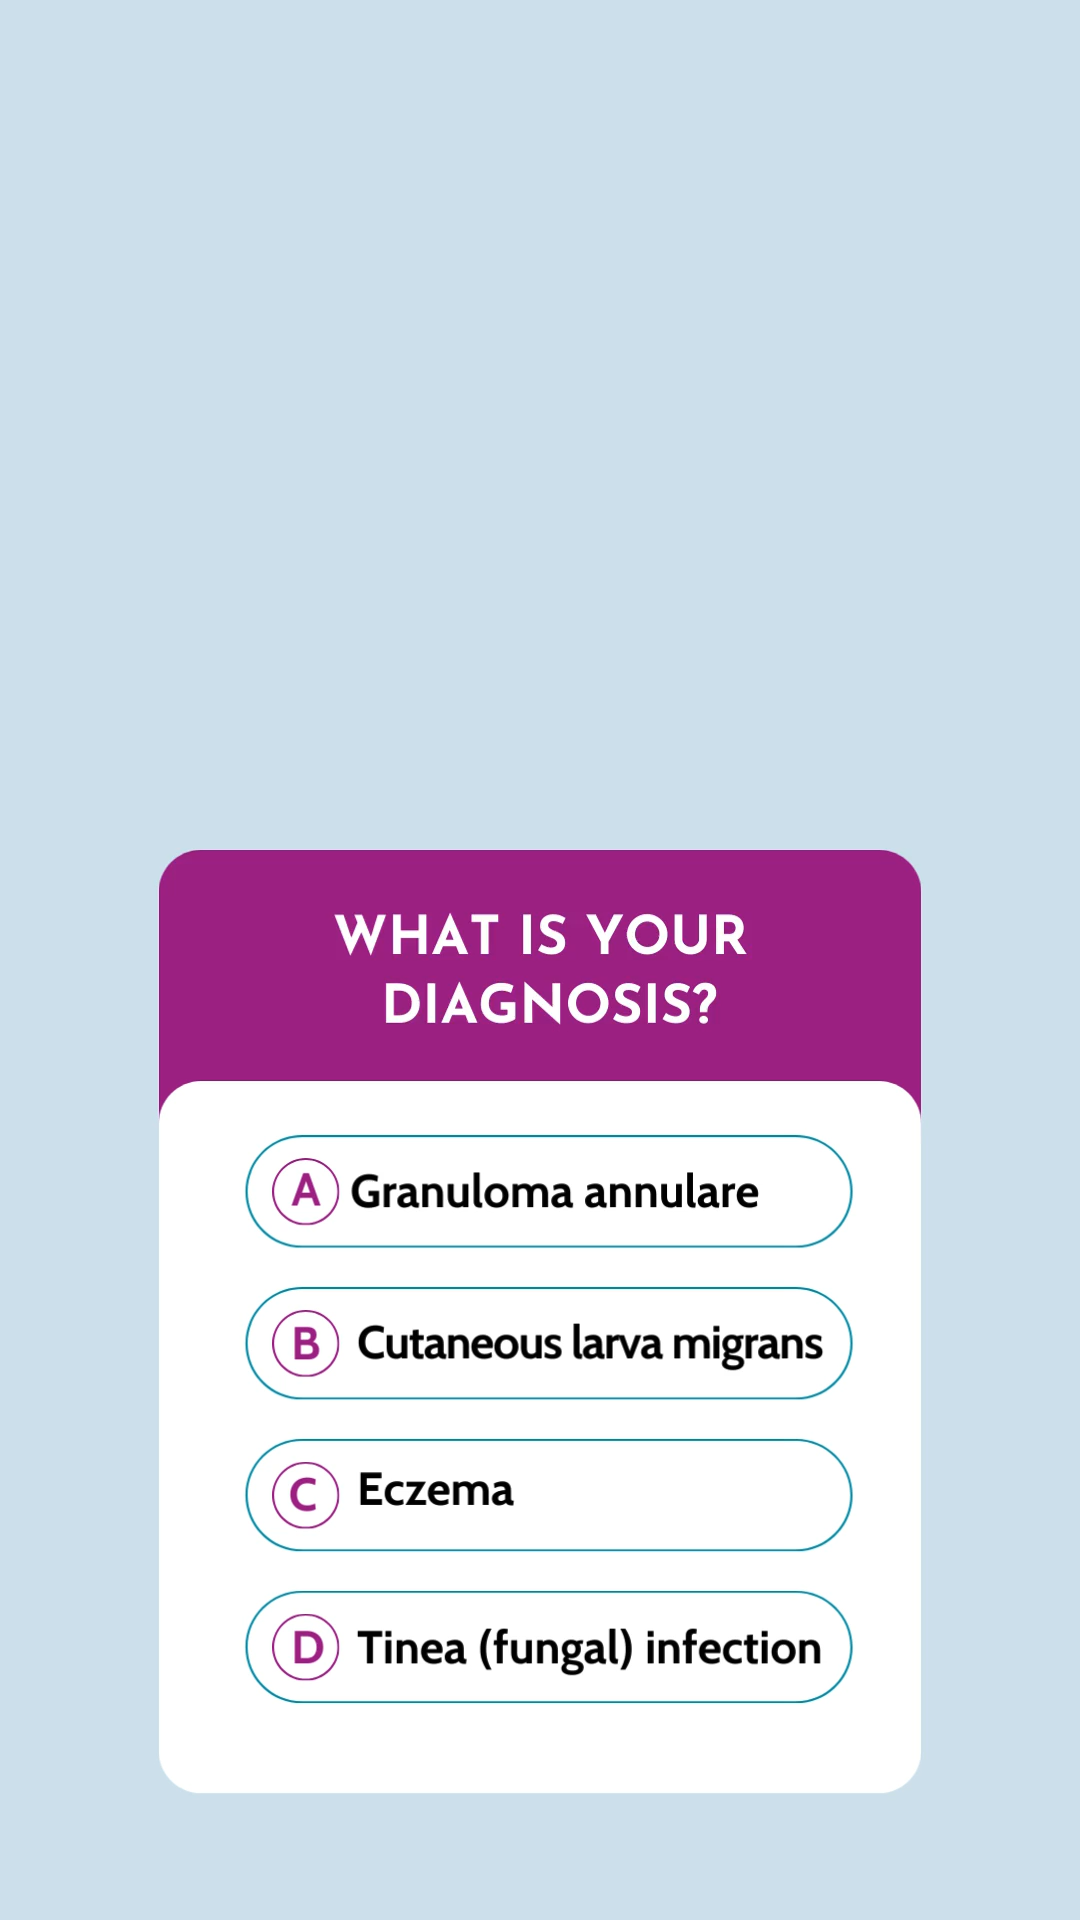 WHAT IS YOUR
DIAGNOSIS?
A Granuloma annulare
B Cutaneous larva migrans
C Eczema
D Tinea (fungal) infection